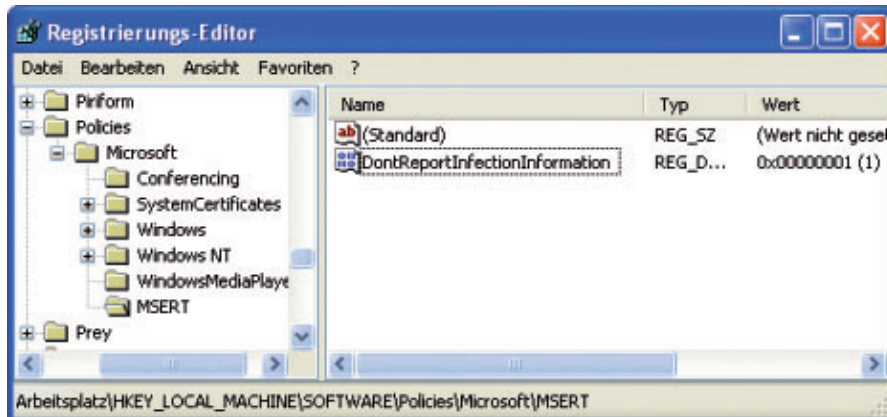 Registrierungs-Editor
Datei Bearbeiten Ansicht Favoriten ?
Piriform
Policies
Microsoft
Conferencing
SystemCertificates
Windows
Windows NT
WindowsMediaPlaye
MSERT
Prey
Name Typ Wert
(Standard) REG_SZ (Wert nicht gesel
DontReportInfectionInformation REG_D... 0x00000001 (1)
Arbeitsplatz\HKEY_LOCAL_MACHINE\SOFTWARE\Policies\Microsoft\MSERT